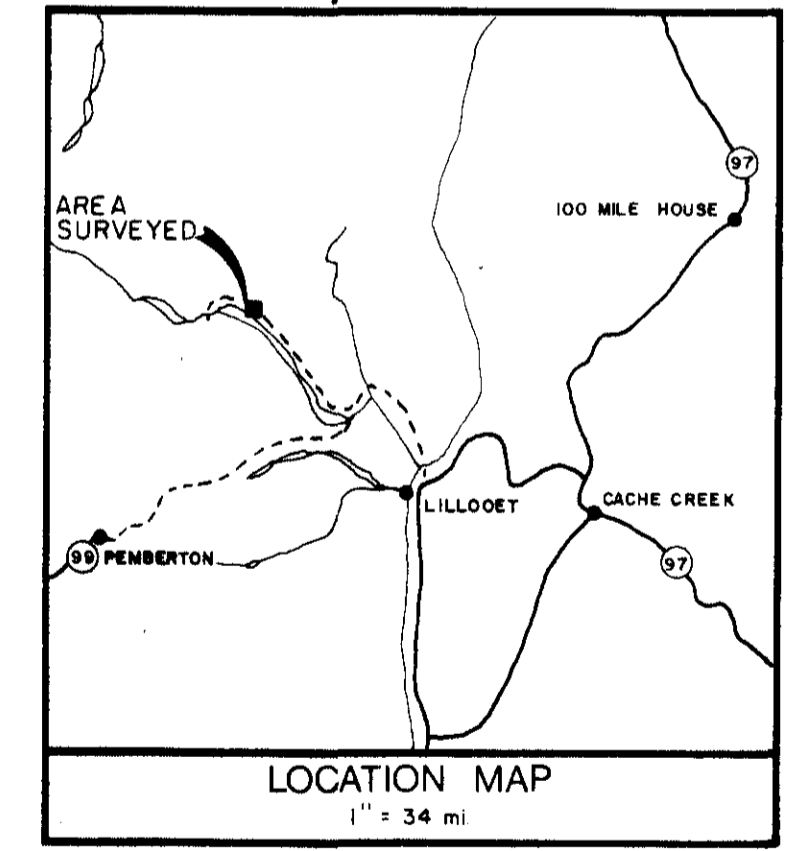 97
100 MILE HOUSE
AREA
SURVEYED
CACHE CREEK
LILLOOET
99 PEMBERTON
97
LOCATION MAP
1" = 34 mi.